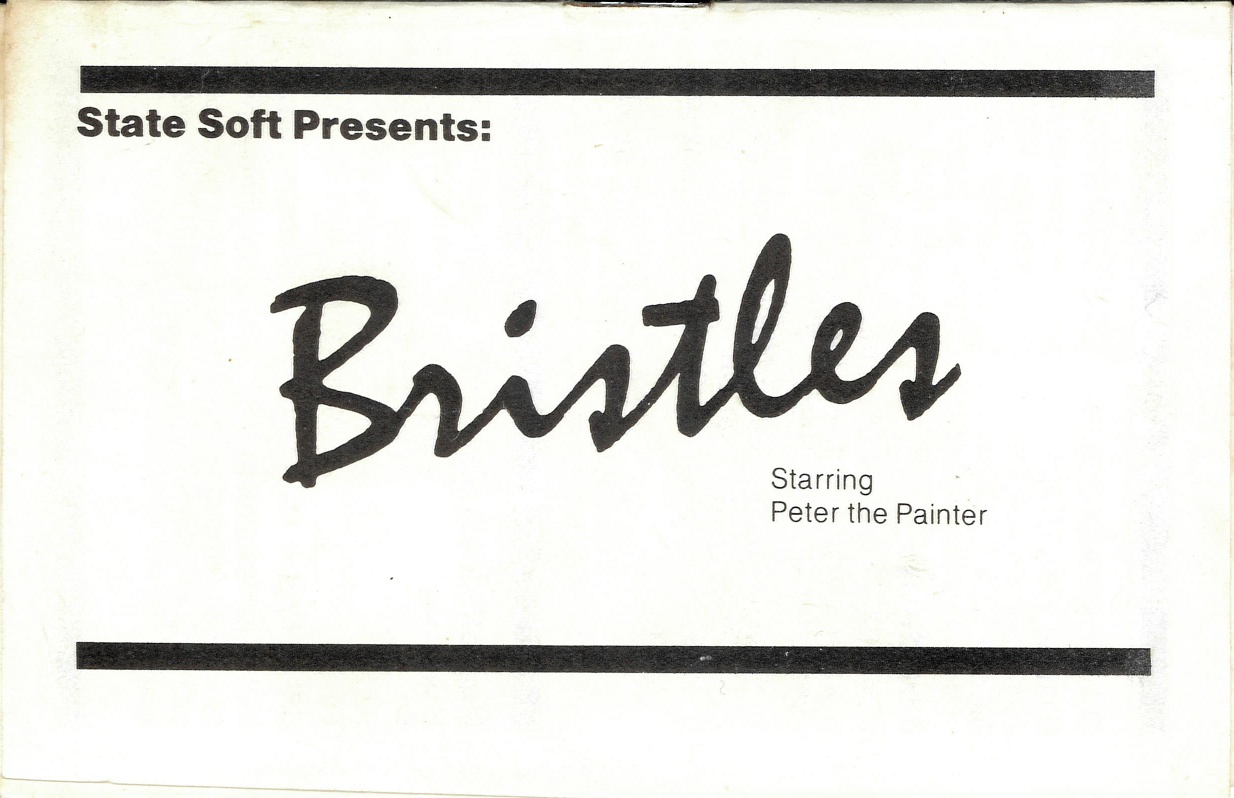 State Soft Presents:
Bristles
Starring
Peter the Painter